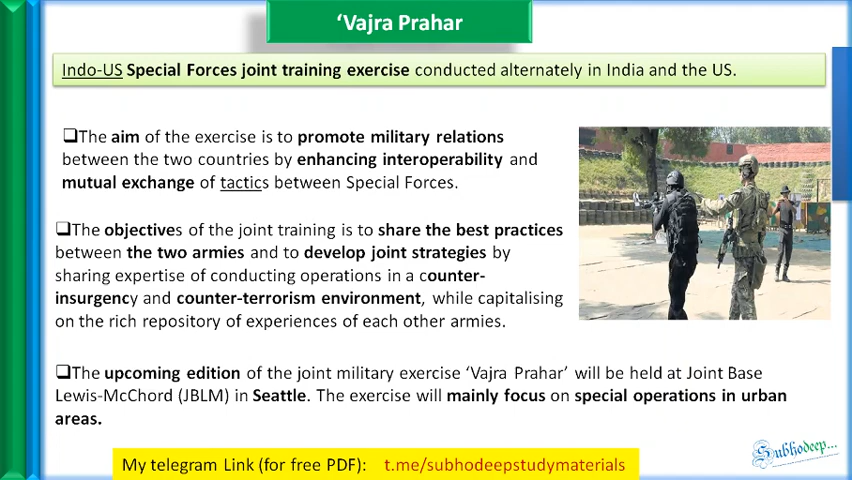 ‘Vajra Prahar
Indo-US Special Forces joint training exercise conducted alternately in India and the US.
❑The aim of the exercise is to promote military relations
between the two countries by enhancing interoperability and
mutual exchange of tactics between Special Forces.
❑The objectives of the joint training is to share the best practices
between the two armies and to develop joint strategies by
sharing expertise of conducting operations in a counter-
insurgency and counter-terrorism environment, while capitalising
on the rich repository of experiences of each other armies.
❑The upcoming edition of the joint military exercise ‘Vajra Prahar’ will be held at Joint Base
Lewis-McChord (JBLM) in Seattle. The exercise will mainly focus on special operations in urban
areas.
My telegram Link (for free PDF): t.me/subhodeepstudymaterials
Subhodeep...